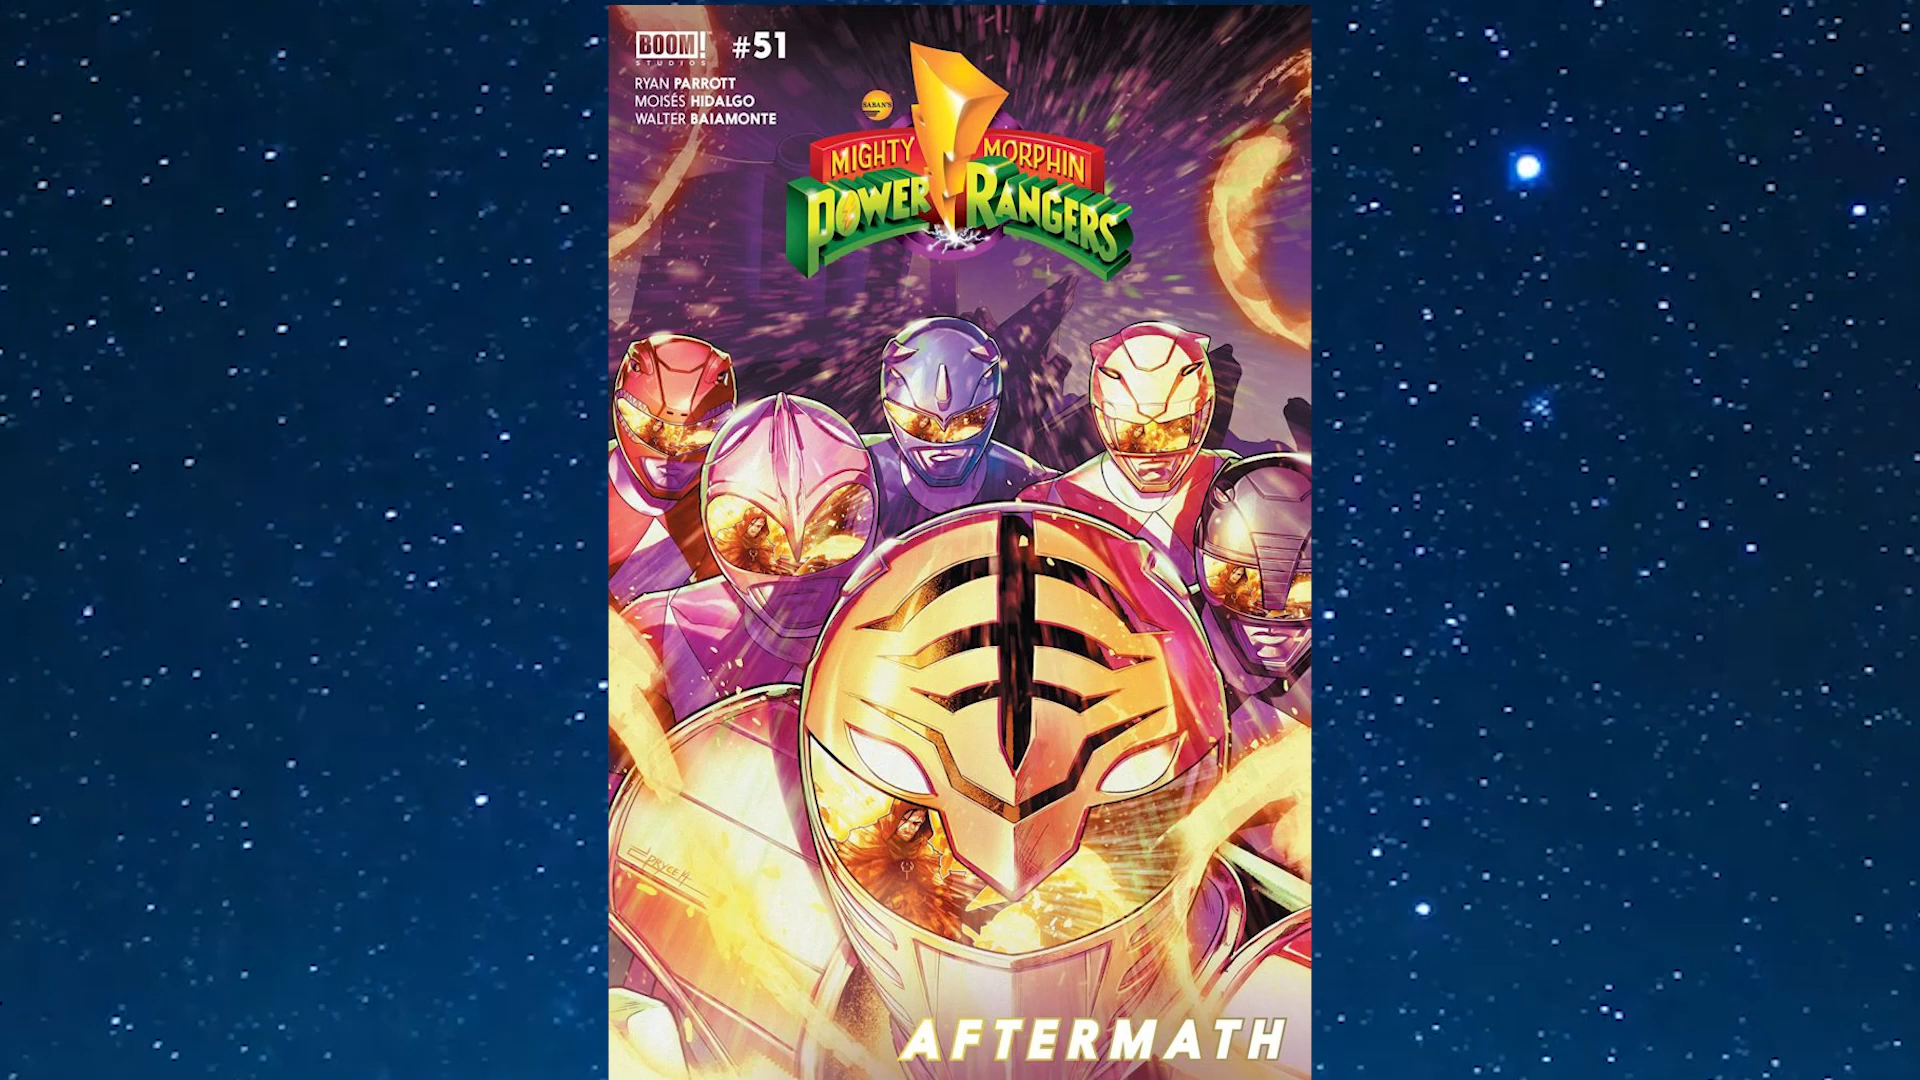 BOOM!
STUDIOS
#51
RYAN PARROTT
MOISÉS HIDALGO
WALTER BAIAMONTE
SABAN'S
MIGHTY MORPHIN
POWER RANGERS
AFTERMATH